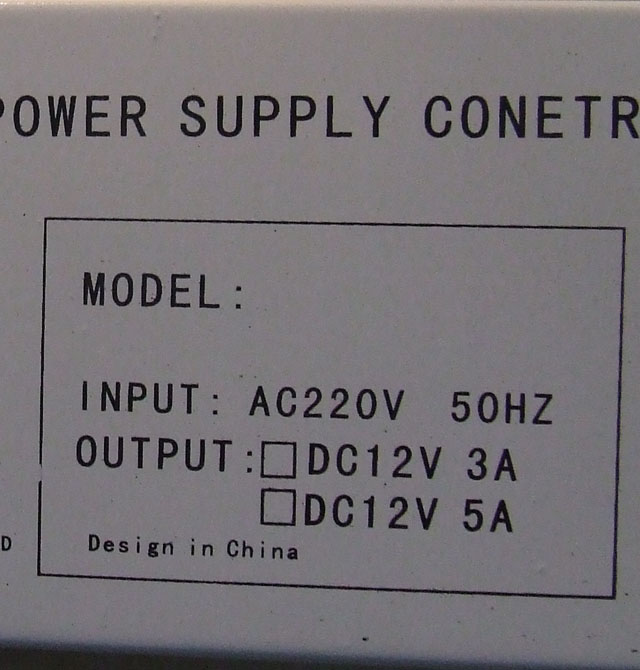 POWER SUPPLY CONETR
MODEL:
INPUT: AC220V 50HZ
OUTPUT:□DC12V 3A
□DC12V 5A
D
Design in China